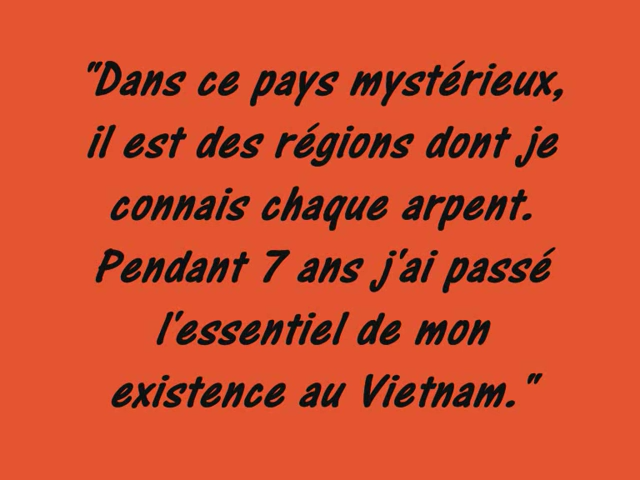 "Dans ce pays mystérieux,
il est des régions dont je
connais chaque arpent.
Pendant 7 ans j'ai passé
l'essentiel de mon
existence au Vietnam."